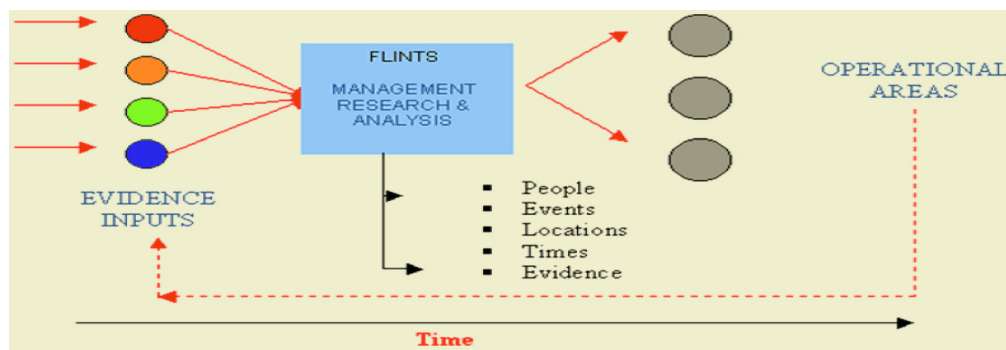 FLINTS
MANAGEMENT
RESEARCH &
ANALYSIS
OPERATIONAL
AREAS
EVIDENCE
INPUTS
People
Events
Locations
Times
Evidence
Time